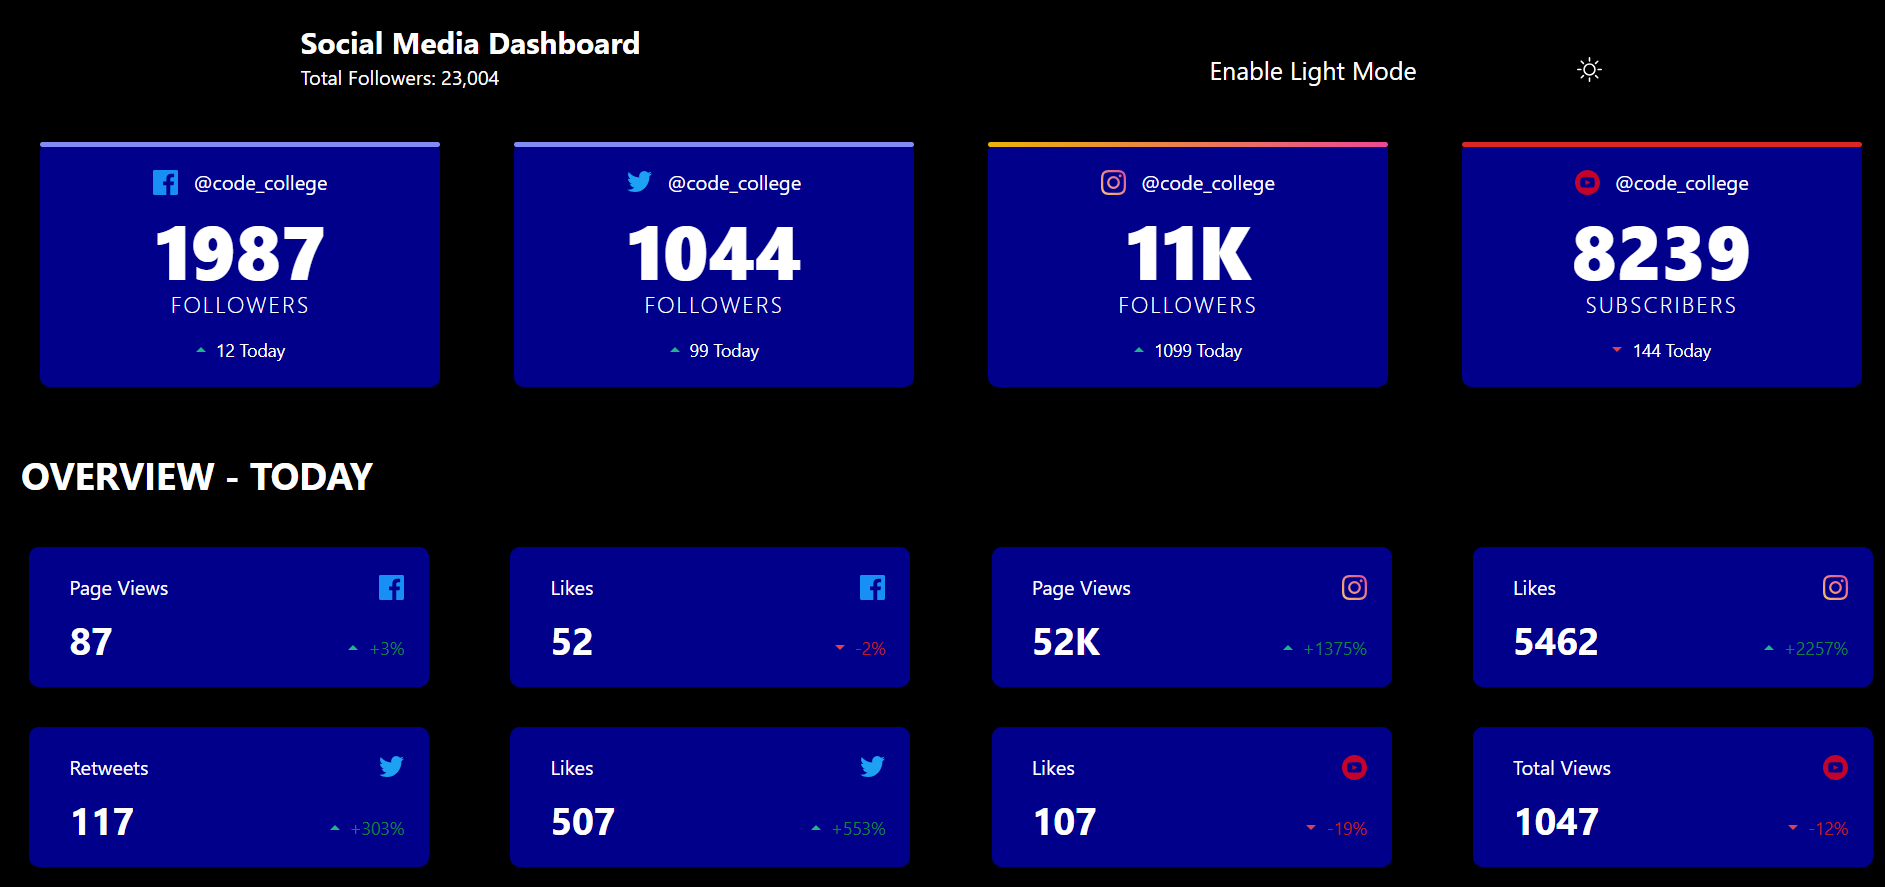 Social Media Dashboard
Total Followers: 23,004
Enable Light Mode
@code_college
1987
FOLLOWERS
12 Today
@code_college
1044
FOLLOWERS
99 Today
@code_college
11K
FOLLOWERS
1099 Today
@code_college
8239
SUBSCRIBERS
144 Today
OVERVIEW - TODAY
Page Views
87
+3%
Likes
52
-2%
Page Views
52K
+1375%
Likes
5462
+2257%
Retweets
117
+303%
Likes
507
+553%
Likes
107
-19%
Total Views
1047
-12%